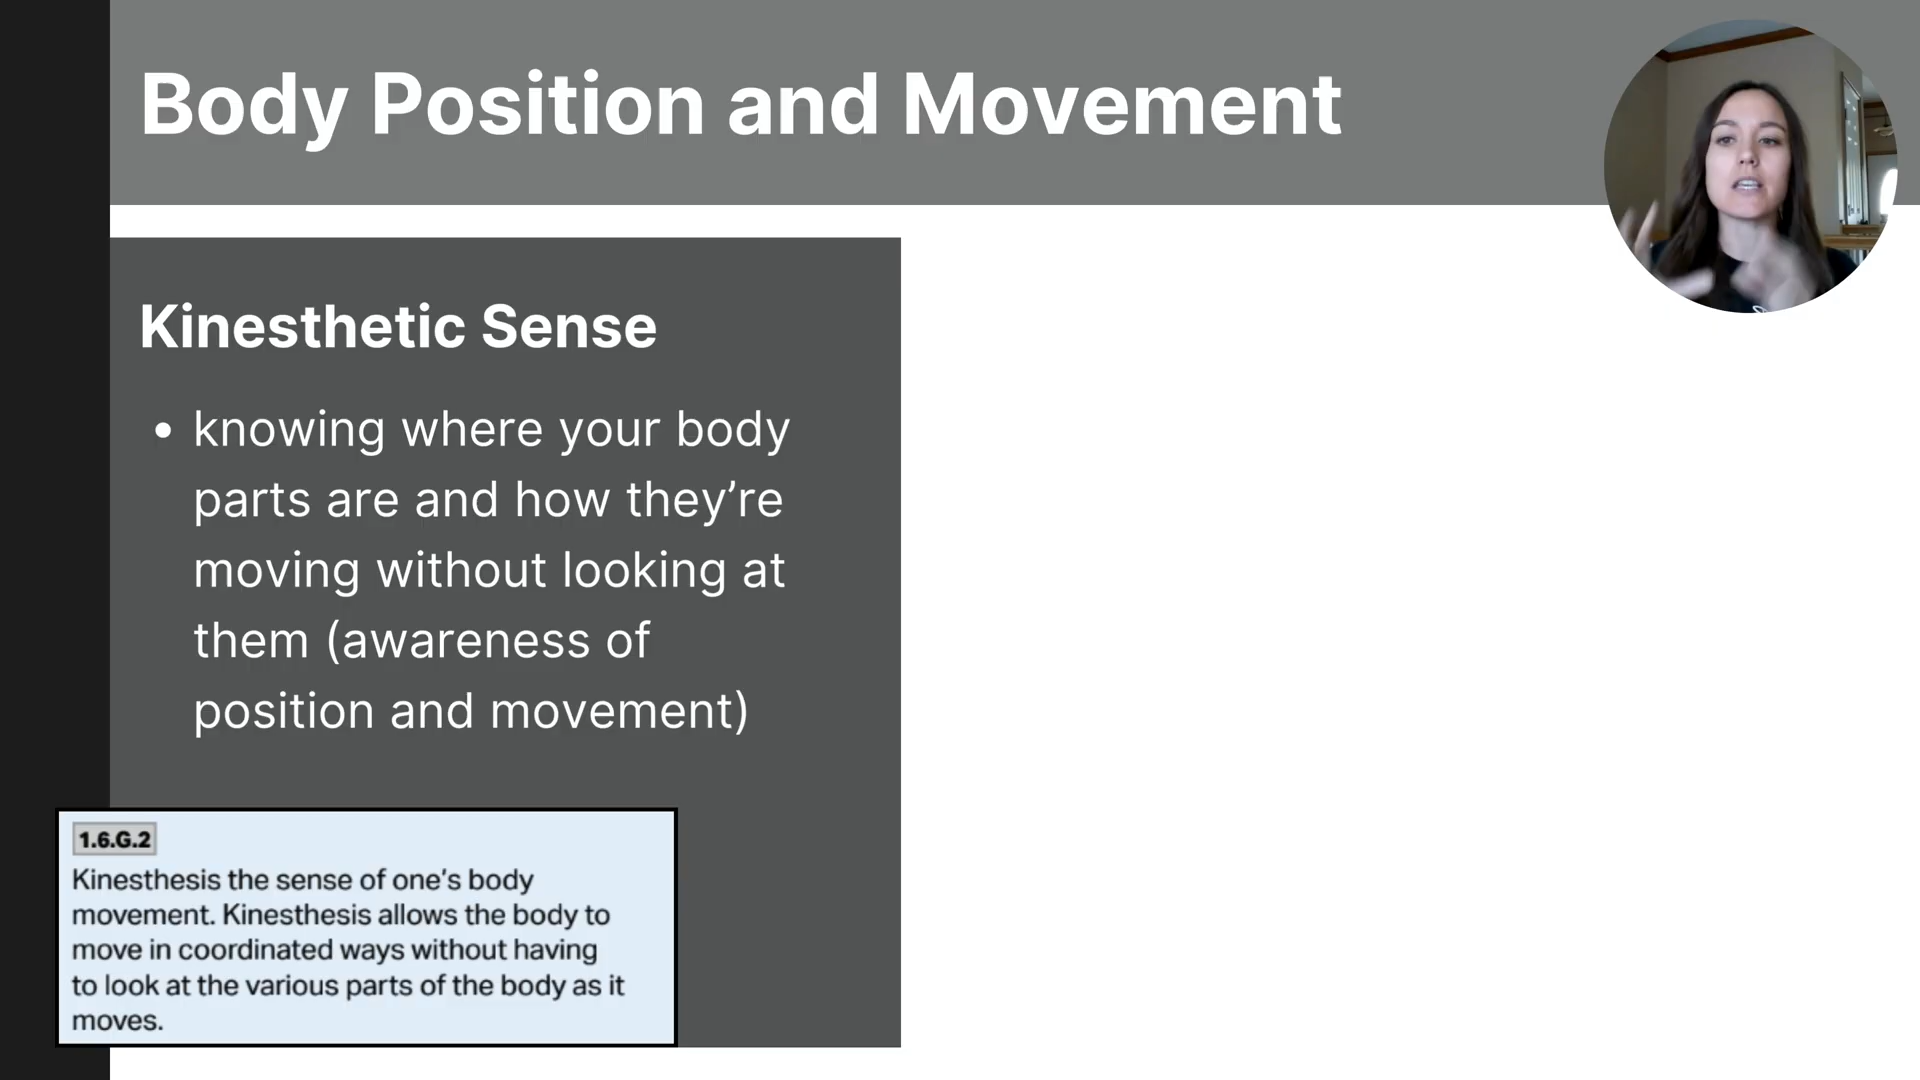 Body Position and Movement
Kinesthetic Sense
• knowing where your body
parts are and how they’re
moving without looking at
them (awareness of
position and movement)
1.6.G.2
Kinesthesis the sense of one's body
movement. Kinesthesis allows the body to
move in coordinated ways without having
to look at the various parts of the body as it
moves.